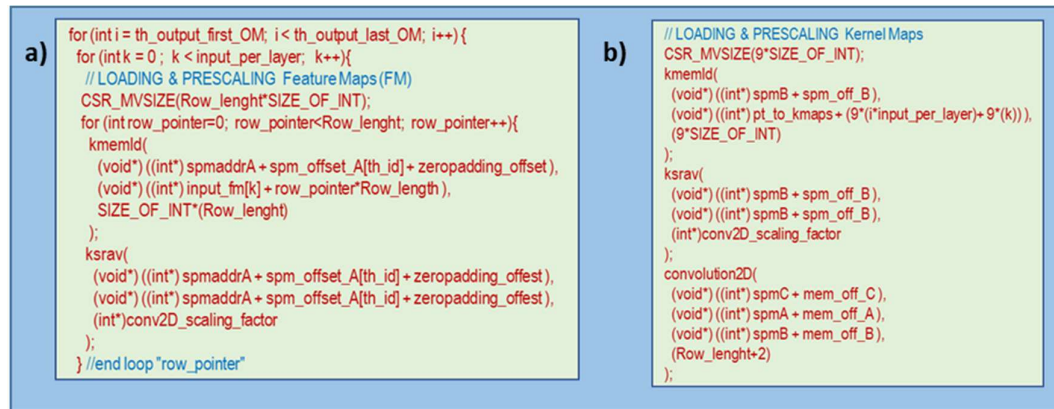 a)
for (int i = th_output_first_OM; i < th_output_last_OM; i++) {
for (int k = 0 ; k < input_per_layer; k++){
// LOADING & PRESCALING Feature Maps (FM)
CSR_MVSIZE(Row_lenght*SIZE_OF_INT);
for (int row_pointer=0; row_pointer<Row_lenght; row_pointer++){
kmemld(
(void*) ((int*) spmaddrA + spm_offset_A[th_id] + zeropadding_offset ),
(void*) ((int*) input_fm[k] + row_pointer*Row_length ),
SIZE_OF_INT*(Row_lenght)
);
ksrav(
(void*) ((int*) spmaddrA + spm_offset_A[th_id] + zeropadding_offest ),
(void*) ((int*) spmaddrA + spm_offset_A[th_id] + zeropadding_offest ),
(int*)conv2D_scaling_factor
);
} //end loop "row_pointer"
b)
// LOADING & PRESCALING Kernel Maps
CSR_MVSIZE(9*SIZE_OF_INT);
kmemld(
(void*) ((int*) spmB + spm_off_B ),
(void*) ((int*) pt_to_kmaps + (9*(i*input_per_layer)+ 9*(k)) ),
(9*SIZE_OF_INT)
);
ksrav(
(void*) ((int*) spmB + spm_off_B ),
(void*) ((int*) spmB + spm_off_B ),
(int*)conv2D_scaling_factor
);
convolution2D(
(void*) ((int*) spmC + mem_off_C ),
(void*) ((int*) spmA + mem_off_A ),
(void*) ((int*) spmB + mem_off_B ),
(Row_lenght+2)
);